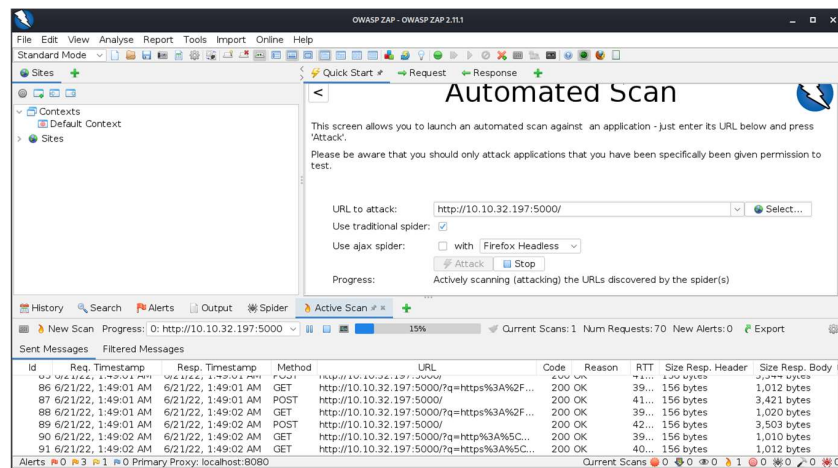 OWASP ZAP - OWASP ZAP 2.11.1
File Edit View Analyse Report Tools Import Online Help
Standard Mode
Sites
Quick Start Request Response
Contexts
Default Context
Sites
<
Automated Scan
This screen allows you to launch an automated scan against an application - just enter its URL below and press
'Attack'.
Please be aware that you should only attack applications that you have been specifically been given permission to
test.
URL to attack: http://10.10.32.197:5000/ Select...
Use traditional spider:
Use ajax spider: with Firefox Headless
Attack Stop
Progress: Actively scanning (attacking) the URLs discovered by the spider(s)
History Search Alerts Output Spider Active Scan
New Scan Progress: 0: http://10.10.32.197:5000 15% Current Scans: 1 Num Requests: 70 New Alerts: 0 Export
Sent Messages Filtered Messages
Id Req. Timestamp Resp. Timestamp Method URL Code Reason RTT Size Resp. Header Size Resp. Body
86 6/21/22, 1:49:01 AM 6/21/22, 1:49:01 AM GET http://10.10.32.197:5000/?q=https%3A%2F... 200 OK 39... 156 bytes 1,012 bytes
87 6/21/22, 1:49:01 AM 6/21/22, 1:49:01 AM POST http://10.10.32.197:5000/ 200 OK 41... 156 bytes 3,421 bytes
88 6/21/22, 1:49:01 AM 6/21/22, 1:49:02 AM GET http://10.10.32.197:5000/?q=https%3A%2F... 200 OK 39... 156 bytes 1,020 bytes
89 6/21/22, 1:49:01 AM 6/21/22, 1:49:02 AM POST http://10.10.32.197:5000/ 200 OK 42... 156 bytes 3,503 bytes
90 6/21/22, 1:49:02 AM 6/21/22, 1:49:02 AM GET http://10.10.32.197:5000/?q=http%3A%5C... 200 OK 39... 156 bytes 1,010 bytes
91 6/21/22, 1:49:02 AM 6/21/22, 1:49:02 AM GET http://10.10.32.197:5000/?q=https%3A%5C... 200 OK 40... 156 bytes 1,012 bytes
Alerts 0 3 1 0 Primary Proxy: localhost:8080 Current Scans 0 0 0 1 0 0 0